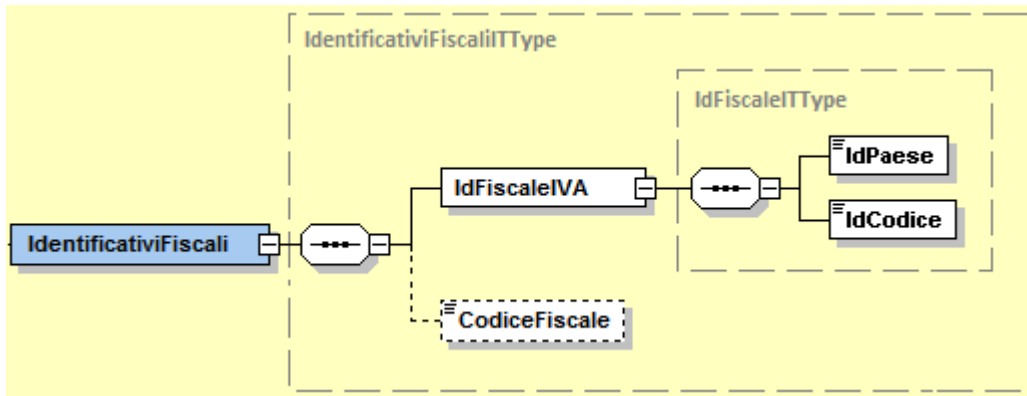 IdentificativiFiscaliITType
IdFiscaleITType
IdPaese
IdFiscaleIVA
IdCodice
IdentificativiFiscali
CodiceFiscale